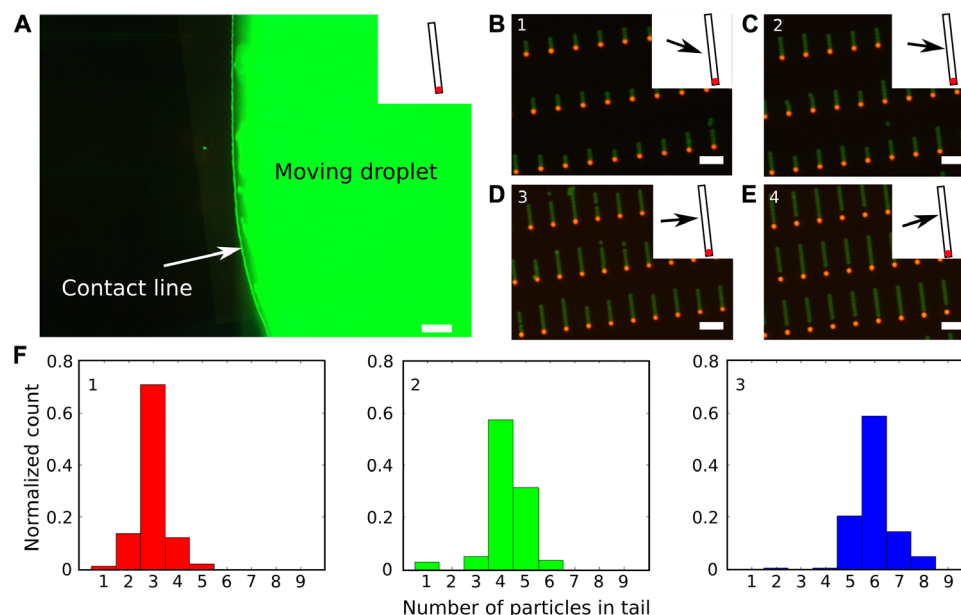 A
Moving droplet
Contact line
B
1
C
2
D
3
E
4
F
Normalized count
0.8
0.6
0.4
0.2
0
1
1 2 3 4 5 6 7 8 9
0.8
0.6
0.4
0.2
0
2
1 2 3 4 5 6 7 8 9
0.8
0.6
0.4
0.2
0
3
1 2 3 4 5 6 7 8 9
Number of particles in tail